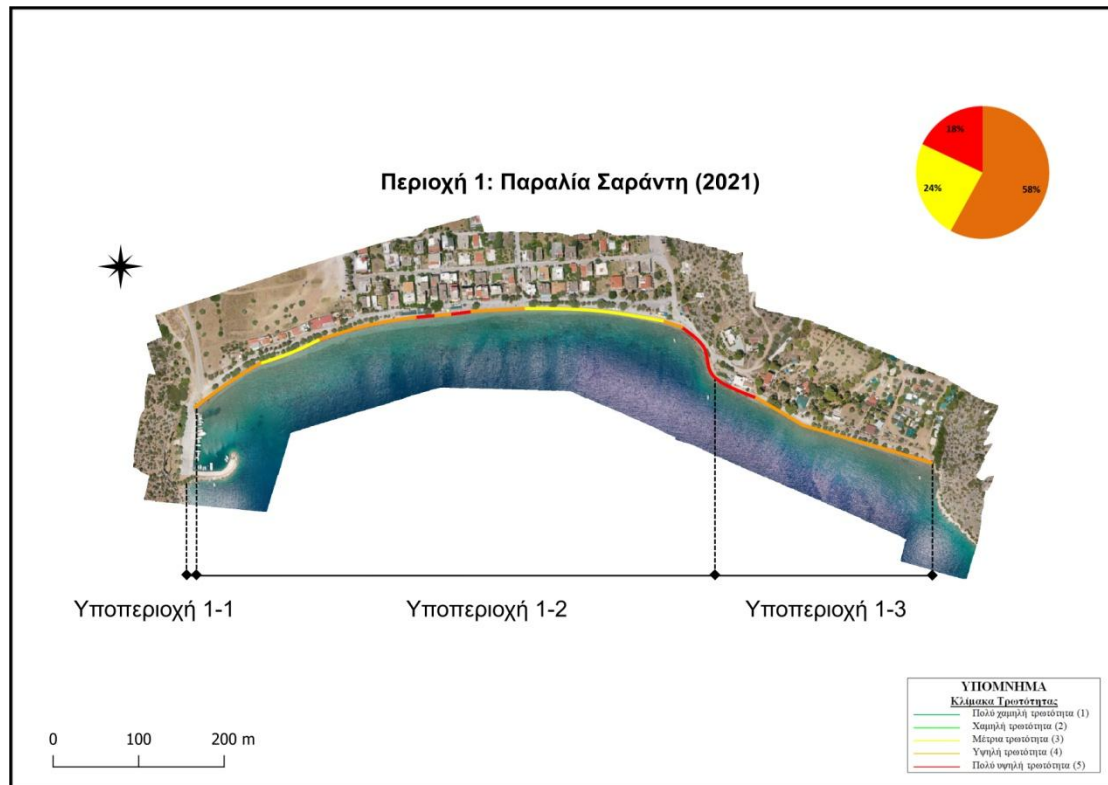 18%
24%
58%
Περιοχή 1: Παραλία Σαράντη (2021)
Υποπεριοχή 1-1
Υποπεριοχή 1-2
Υποπεριοχή 1-3
0 100 200 m
ΥΠΟΜΝΗΜΑ
Κλίμακα Τρωτότητας
Πολύ χαμηλή τρωτότητα (1)
Χαμηλή τρωτότητα (2)
Μέτρια τρωτότητα (3)
Υψηλή τρωτότητα (4)
Πολύ υψηλή τρωτότητα (5)